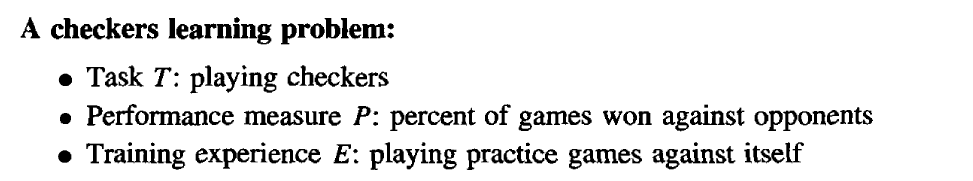 A checkers learning problem:
• Task T: playing checkers
• Performance measure P: percent of games won against opponents
• Training experience E: playing practice games against itself